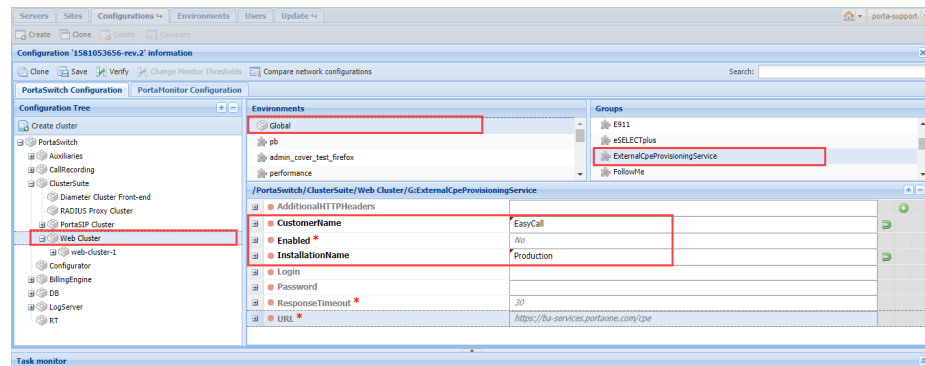 Servers Sites Configurations Environments Users Update porta-support
Create Clone Delete Compare
Configuration '1581053656-rev.2' information
Clone Save Verify Change Monitor Thresholds Compare network configurations Search:
PortaSwitch Configuration PortaMonitor Configuration
Configuration Tree
Create cluster
PortaSwitch
Auxiliaries
CallRecording
ClusterSuite
Diameter Cluster Front-end
RADIUS Proxy Cluster
PortaSIP Cluster
Web Cluster
web-cluster-1
Configurator
BillingEngine
DB
LogServer
RT
Environments
Global
pb
admin_cover_test_firefox
performance
Groups
E911
eSELECTplus
ExternalCpeProvisioningService
FollowMe
/PortaSwitch/ClusterSuite/Web Cluster/G:ExternalCpeProvisioningService
AdditionalHTTPHeaders
CustomerName EasyCall
Enabled * No
InstallationName Production
Login
Password
ResponseTimeout * 30
URL * https://ba-services.portaone.com/cpe
Task monitor